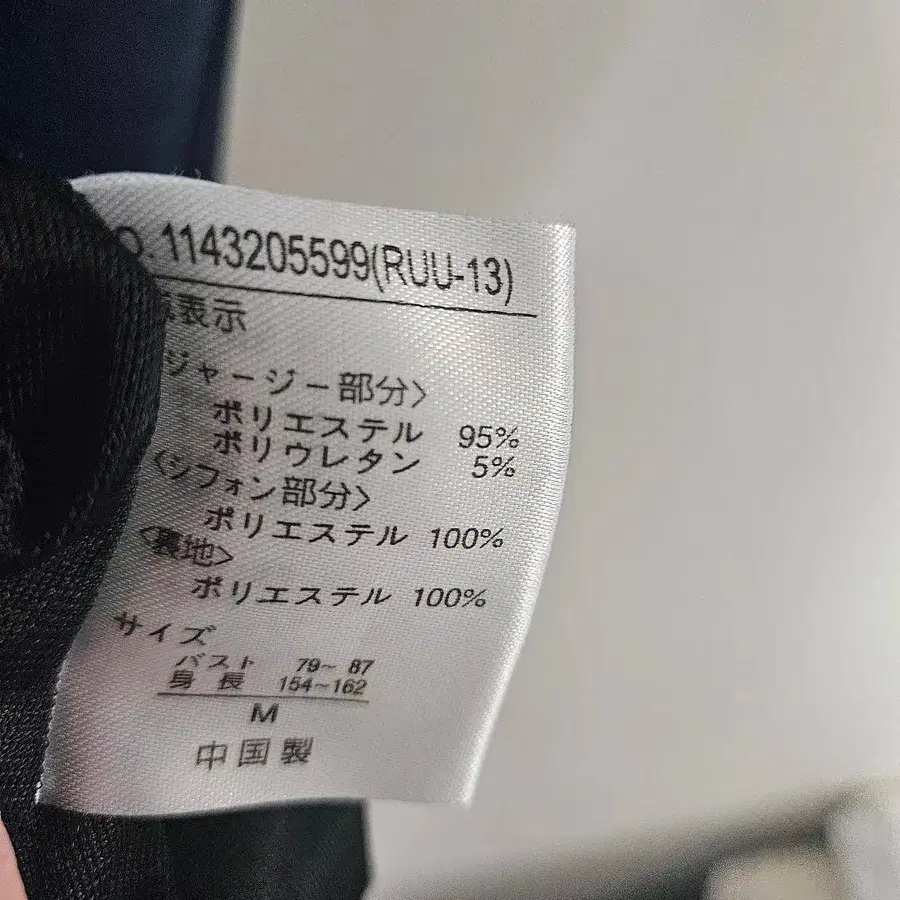 O.1143205599(RUU-13)
表示
ジャージー部分〉
ポリエステル 95%
ポリウレタン 5%
〈シフォン部分〉
ポリエステル 100%
〈裏地〉
ポリエステル 100%
サイズ
バスト 79~ 87
身長 154~162
M
中国製